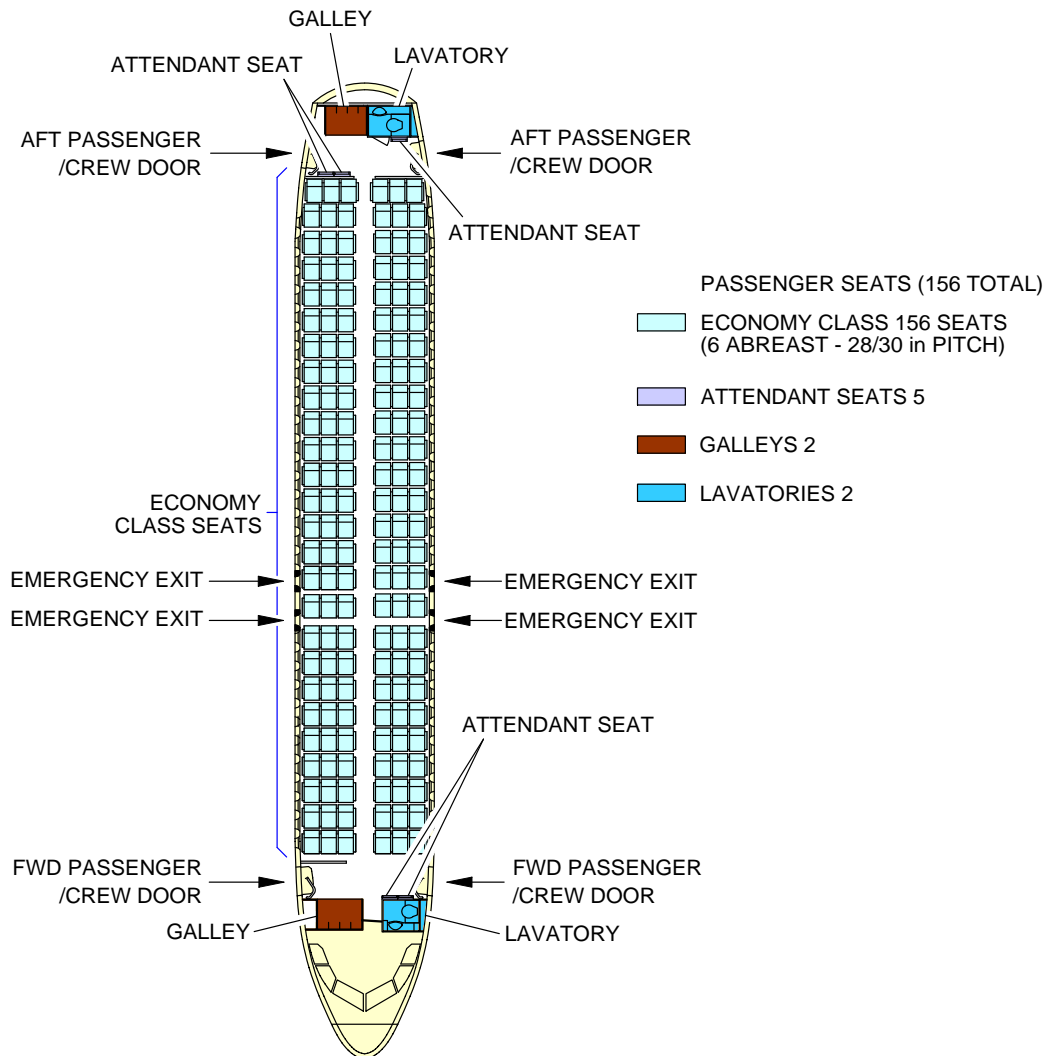 GALLEY
ATTENDANT SEAT
LAVATORY
AFT PASSENGER
/CREW DOOR
AFT PASSENGER
/CREW DOOR
ATTENDANT SEAT
PASSENGER SEATS (156 TOTAL)
ECONOMY CLASS 156 SEATS
(6 ABREAST - 28/30 in PITCH)
ATTENDANT SEATS 5
GALLEYS 2
LAVATORIES 2
ECONOMY
CLASS SEATS
EMERGENCY EXIT
EMERGENCY EXIT
EMERGENCY EXIT
EMERGENCY EXIT
ATTENDANT SEAT
FWD PASSENGER
/CREW DOOR
FWD PASSENGER
/CREW DOOR
GALLEY
LAVATORY